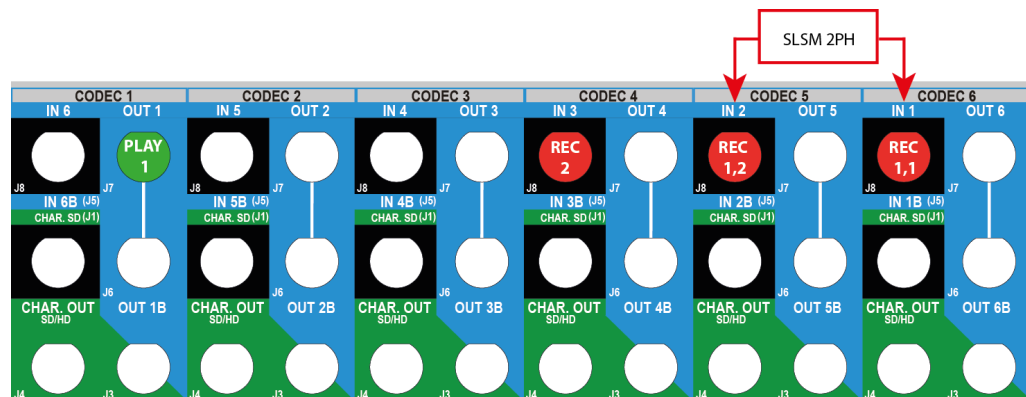 SLSM 2PH
CODEC 1 CODEC 2 CODEC 3 CODEC 4 CODEC 5 CODEC 6
IN 6 OUT 1 IN 5 OUT 2 IN 4 OUT 3 IN 3 OUT 4 IN 2 OUT 5 IN 1 OUT 6
PLAY 1 REC 2 REC 1,2 REC 1,1
J8 J7 J8 J7 J8 J7 J8 J7 J8 J7 J8 J7
IN 6B (J5) IN 5B (J5) IN 4B (J5) IN 3B (J5) IN 2B (J5) IN 1B (J5)
CHAR. SD (J1) CHAR. SD (J1) CHAR. SD (J1) CHAR. SD (J1) CHAR. SD (J1) CHAR. SD (J1)
J6 J6 J6 J6 J6 J6
CHAR. OUT OUT 1B CHAR. OUT OUT 2B CHAR. OUT OUT 3B CHAR. OUT OUT 4B CHAR. OUT OUT 5B CHAR. OUT OUT 6B
SD/HD SD/HD SD/HD SD/HD SD/HD SD/HD
J4 J3 J4 J3 J4 J3 J4 J3 J4 J3 J4 J3